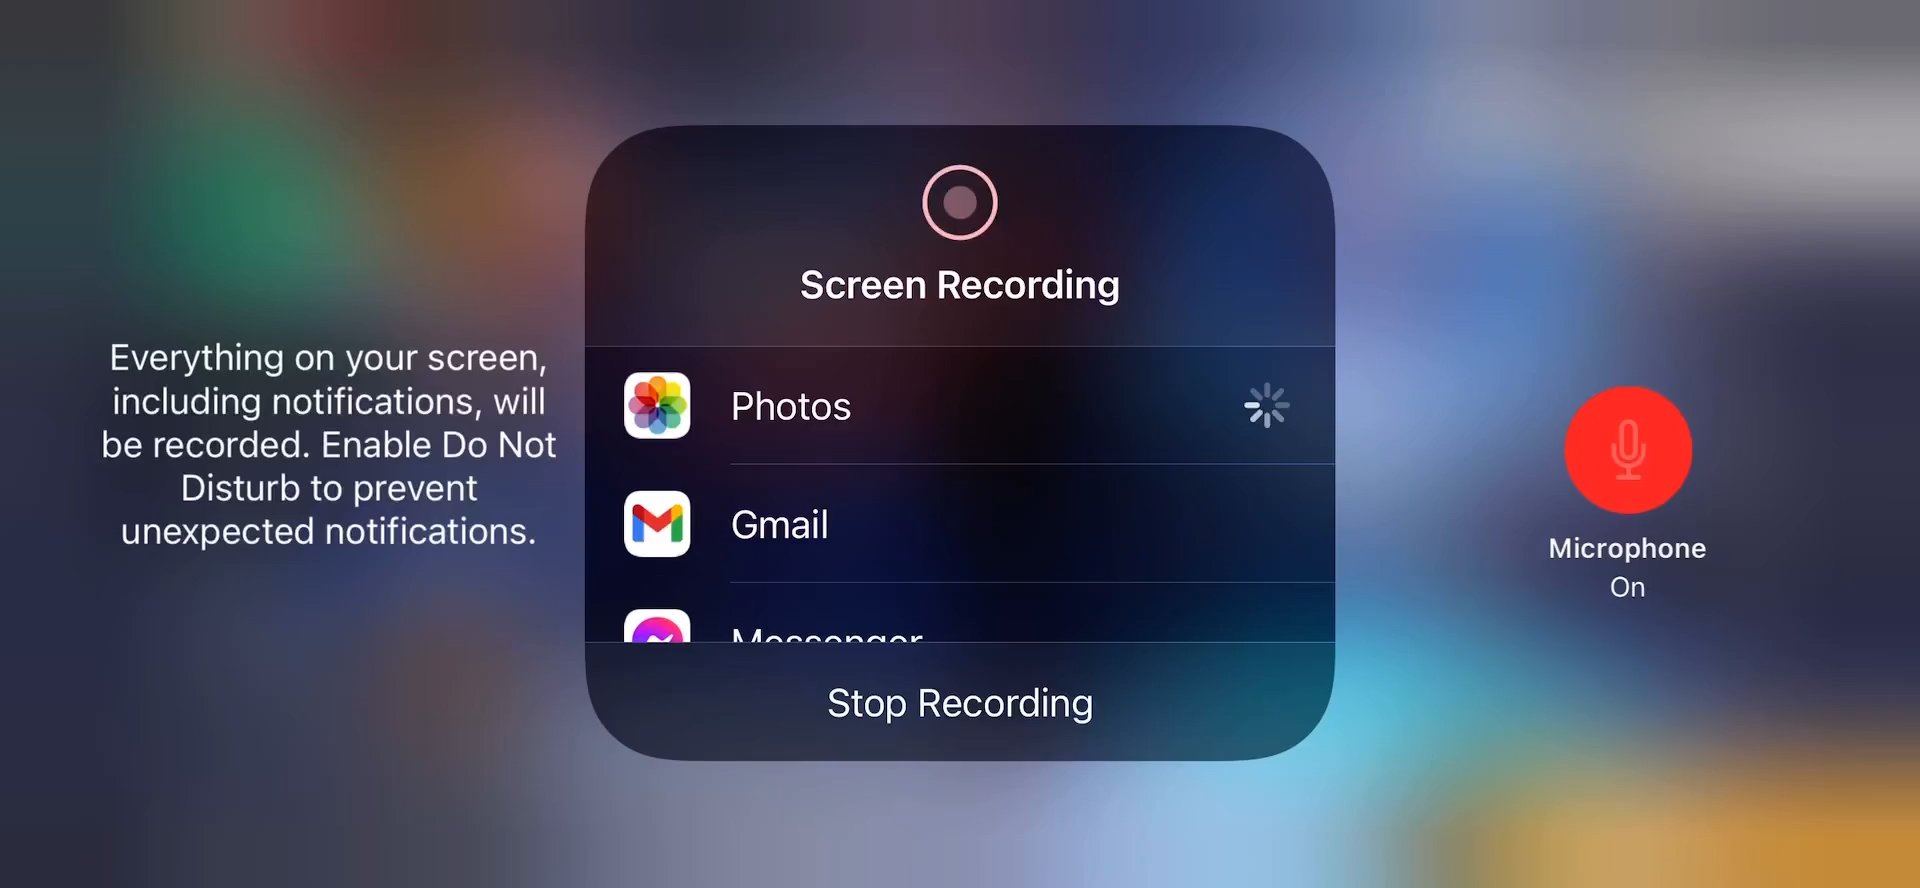 Everything on your screen,
including notifications, will
be recorded. Enable Do Not
Disturb to prevent
unexpected notifications.
Screen Recording
Photos
Gmail
Messenger
Stop Recording
Microphone
On